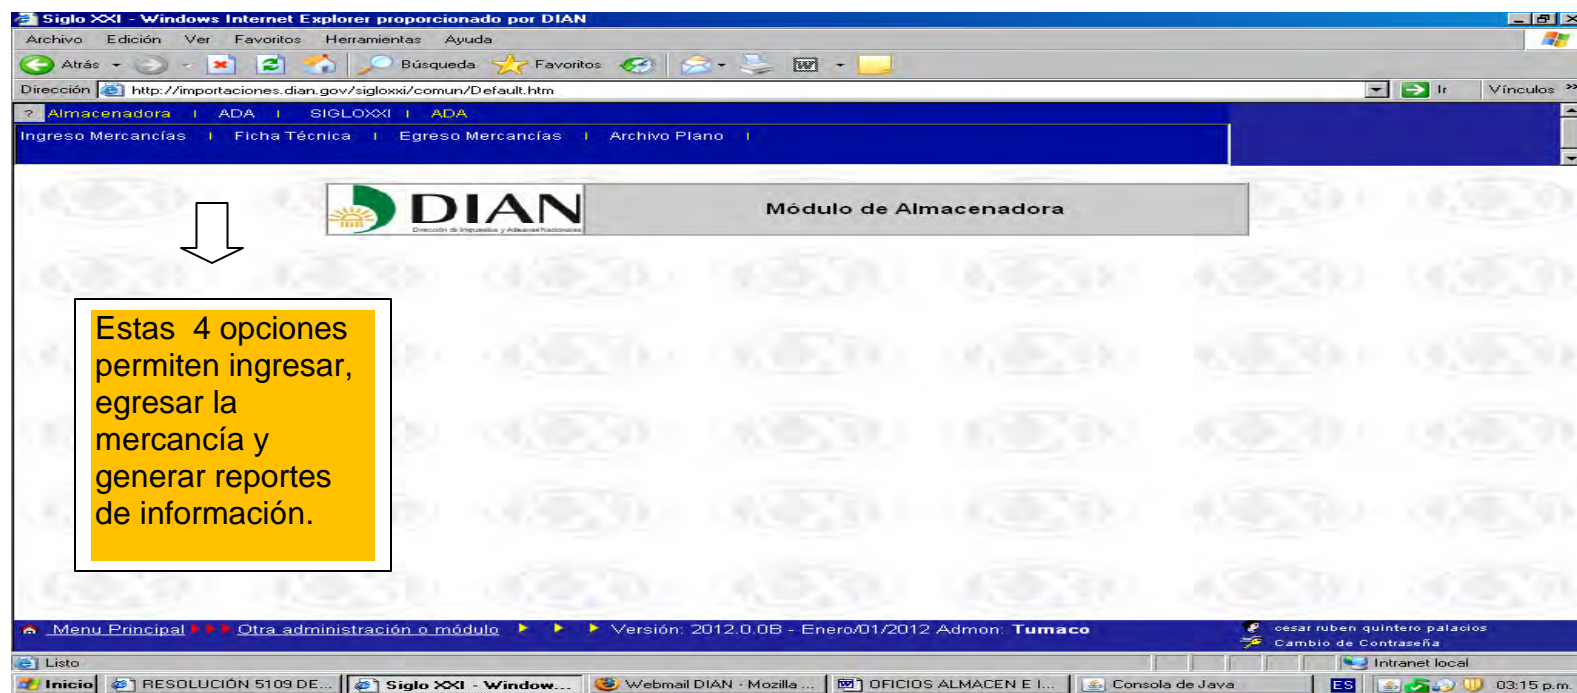 Siglo XXI - Windows Internet Explorer proporcionado por DIAN
Archivo Edición Ver Favoritos Herramientas Ayuda
Atrás Búsqueda Favoritos
Dirección http://importaciones.dian.gov/sigloxxi/comun/Default.htm Ir Vínculos »
? Almacenadora I ADA I SIGLOXXI I ADA
Ingreso Mercancías I Ficha Técnica I Egreso Mercancías I Archivo Plano I
DIAN Módulo de Almacenadora
Dirección de Impuestos y Aduanas Nacionales
Estas 4 opciones
permiten ingresar,
egresar la
mercancía y
generar reportes
de información.
Menu Principal Otra administración o módulo Versión: 2012.0.0B - Enero/01/2012 Admon: Tumaco cesar ruben quintero palacios
Cambio de Contraseña
Listo Intranet local
Inicio RESOLUCIÓN 5109 DE... Siglo XXI - Window... Webmail DIAN - Mozilla ... OFICIOS ALMACEN E I... Consola de Java ES 03:15 p.m.